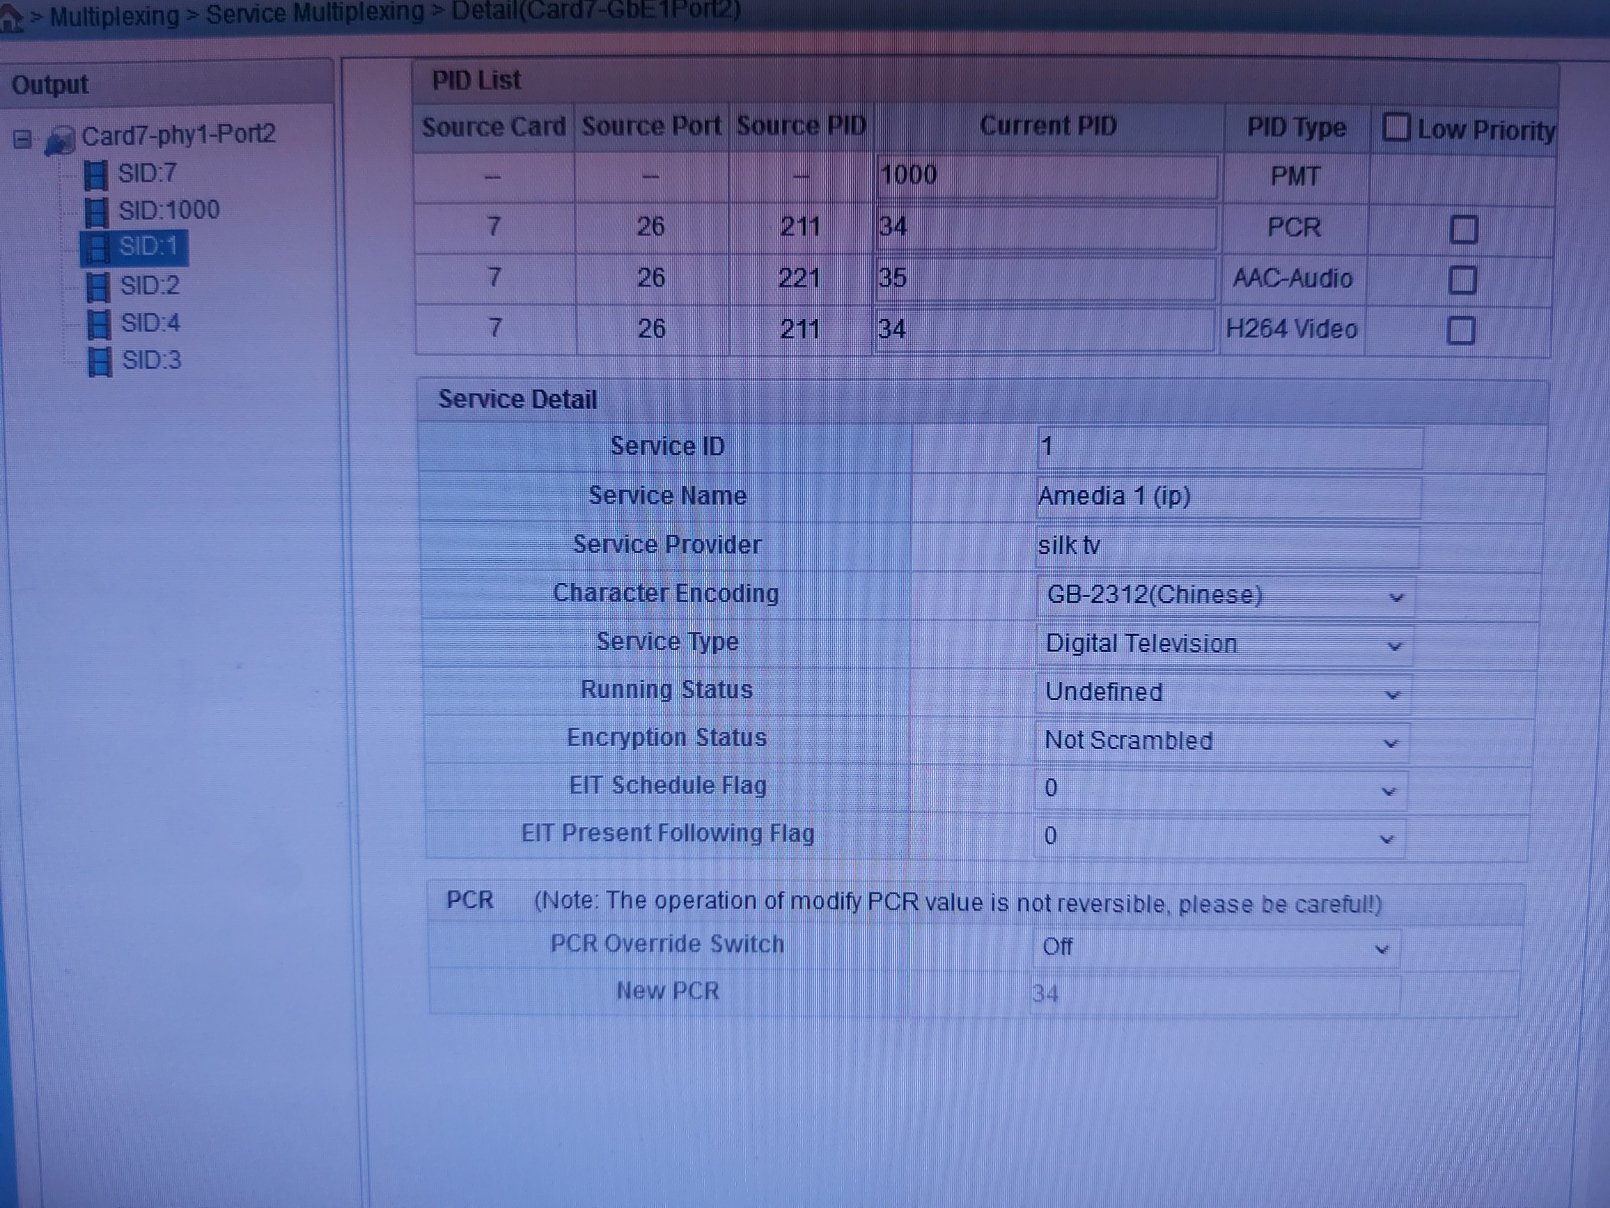 > Multiplexing > Service Multiplexing > Detail(Card7-GbE1Port2)
Output
Card7-phy1-Port2
SID:7
SID:1000
SID:1
SID:2
SID:4
SID:3
PID List
Source Card Source Port Source PID Current PID PID Type Low Priority
– – – 1000 PMT
7 26 211 34 PCR
7 26 221 35 AAC-Audio
7 26 211 34 H264 Video
Service Detail
Service ID 1
Service Name Amedia 1 (ip)
Service Provider silk tv
Character Encoding GB-2312(Chinese)
Service Type Digital Television
Running Status Undefined
Encryption Status Not Scrambled
EIT Schedule Flag 0
EIT Present Following Flag 0
PCR (Note: The operation of modify PCR value is not reversible, please be careful!)
PCR Override Switch Off
New PCR 34